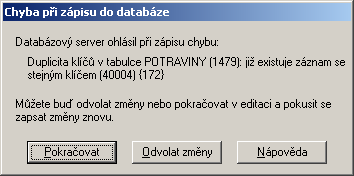 Chyba při zápisu do databáze
Databázový server ohlásil při zápisu chybu:
Duplicita klíčů v tabulce POTRAVINY (1479): již existuje záznam se
stejným klíčem (40004) {172}
Můžete buď odvolat změny nebo pokračovat v editaci a pokusit se
zapsat změny znovu.
Pokračovat
Odvolat změny
Nápověda